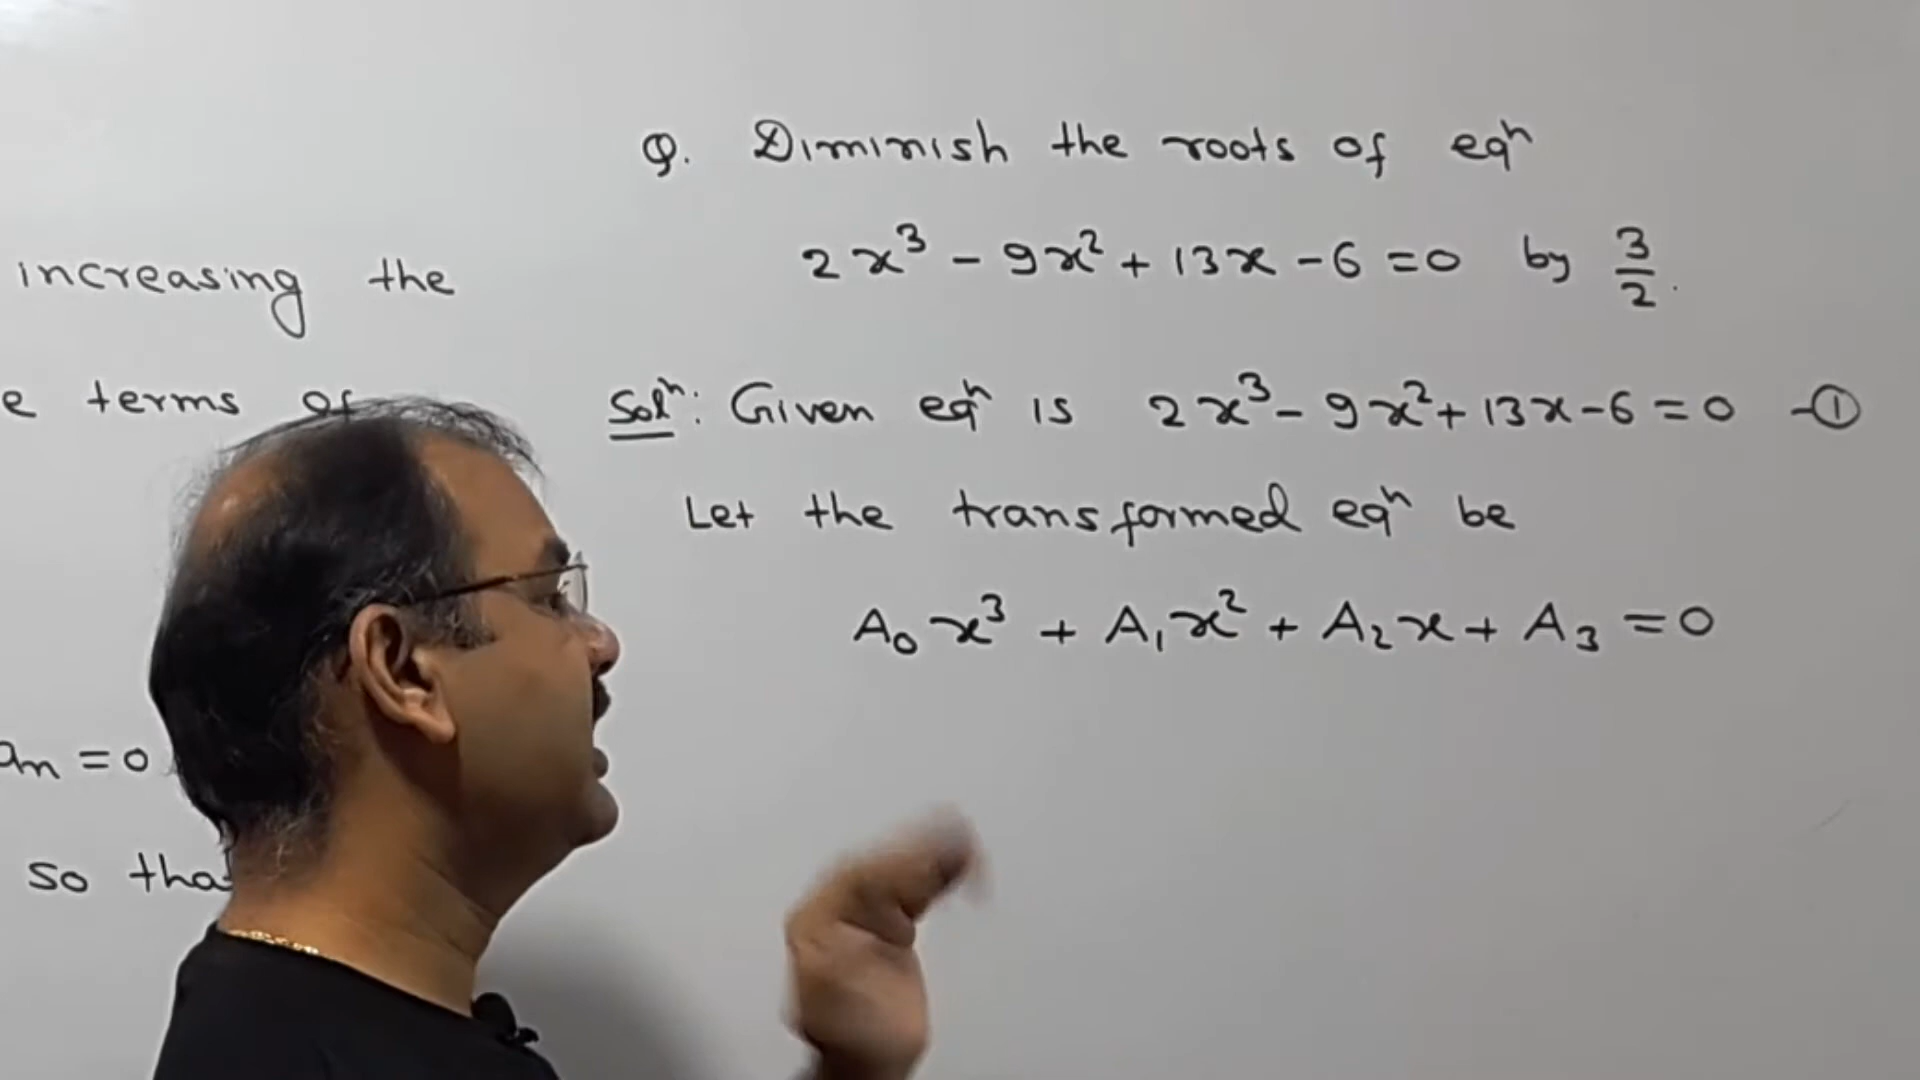 increasing the
e terms of
an = 0
so tha
Q. Diminish the roots of eqⁿ
2x³ - 9x² + 13x - 6 = 0 by 3/2.
Solⁿ: Given eqⁿ is 2x³ - 9x² + 13x - 6 = 0 -①
Let the transformed eqⁿ be
A₀x³ + A₁x² + A₂x + A₃ = 0